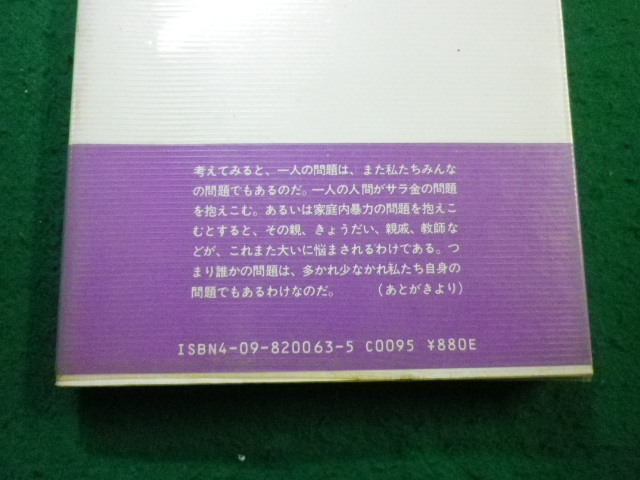 考えてみると、一人の問題は、また私たちみんな
の問題でもあるのだ。一人の人間がサラ金の問題
を抱えこむ。あるいは家庭内暴力の問題を抱えこ
むとすると、その親、きょうだい、親戚、教師な
どが、これまた大いに悩まされるわけである。つ
まり誰かの問題は、多かれ少なかれ私たち自身の
問題でもあるわけなのだ。　　（あとがきより）
ISBN4-09-820063-5 C0095 ¥880E